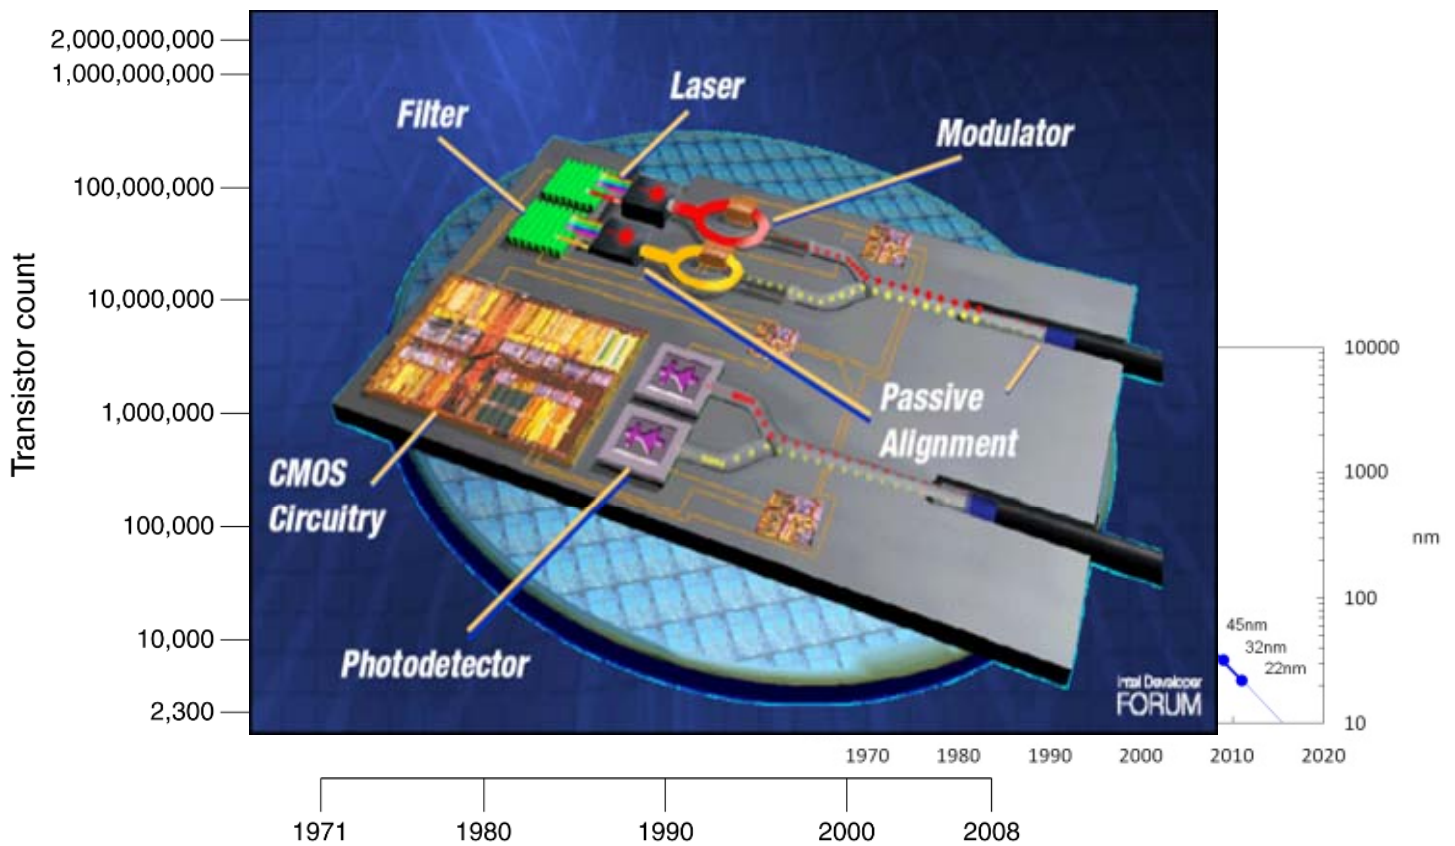 2,000,000,000
1,000,000,000
100,000,000
10,000,000
1,000,000
100,000
10,000
2,300
Transistor count
Laser
Filter
Modulator
Passive
Alignment
CMOS
Circuitry
Photodetector
Intel Developer
FORUM
10000
1000
nm
100
45nm
32nm
22nm
10
1970 1980 1990 2000 2010 2020
1971 1980 1990 2000 2008